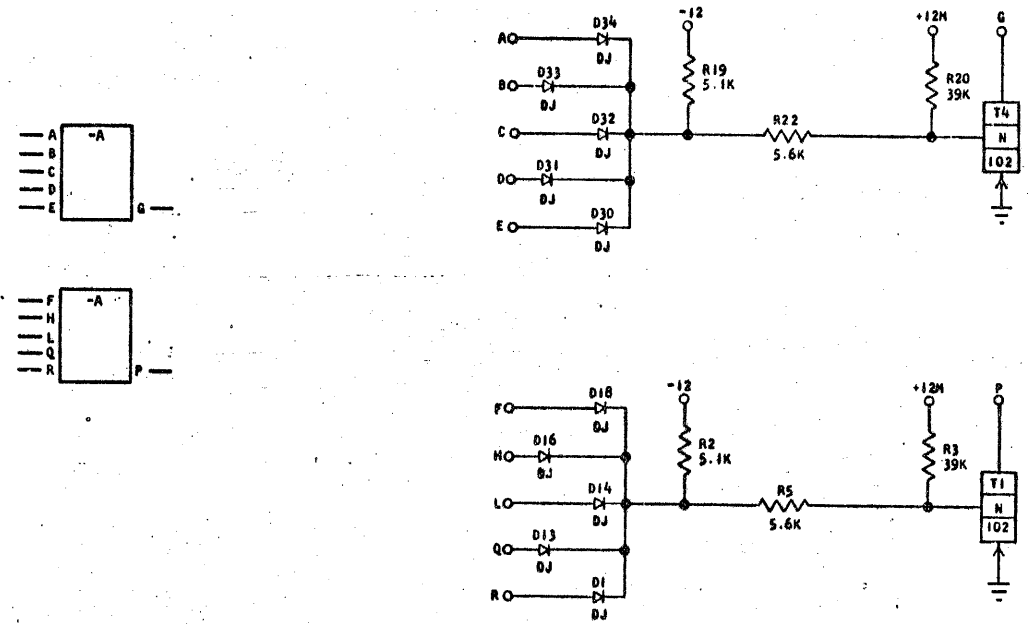 -A
A
B
C
D
E
G
-A
F
H
L
Q
R
P
D34
A
DJ
D33
B
DJ
D32
C
DJ
D31
D
DJ
D30
E
DJ
-12
R19
5.1K
R22
5.6K
+12M
R20
39K
G
T4
N
102
D18
F
DJ
D16
H
DJ
D14
L
DJ
D13
Q
DJ
D1
R
DJ
-12
R2
5.1K
R5
5.6K
+12M
R3
39K
P
T1
N
102